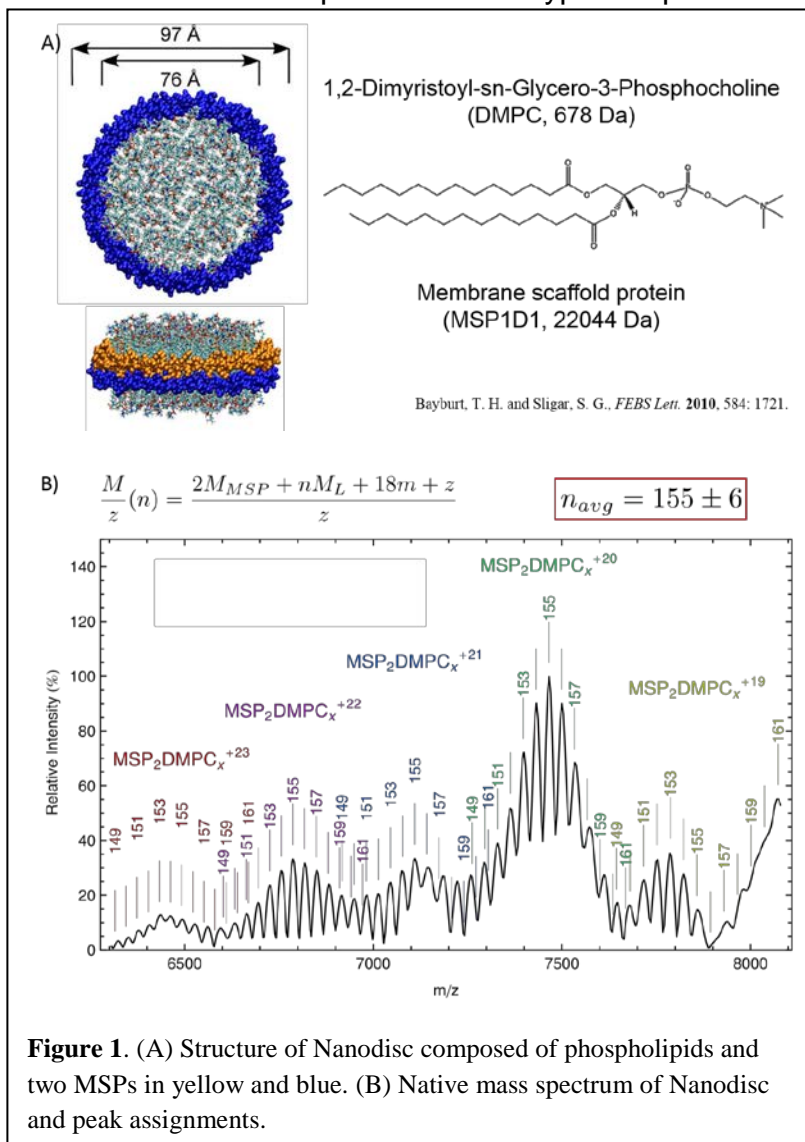 A)
97 Å
76 Å
1,2-Dimyristoyl-sn-Glycero-3-Phosphocholine
(DMPC, 678 Da)
O
O
O
H
O
O
O
P
O⁻
O
N⁺
Membrane scaffold protein
(MSP1D1, 22044 Da)
Bayburt, T. H. and Sligar, S. G., FEBS Lett. 2010, 584: 1721.
B)
M/z (n) = (2M_MSP + nM_L + 18m + z)/z
n_avg = 155 ± 6
Relative Intensity (%)
140
120
100
80
60
40
20
0
MSP₂DMPCₓ⁺²³
149 151 153 155 157 159 161
MSP₂DMPCₓ⁺²²
149 151 153 155 157 159 161
MSP₂DMPCₓ⁺²¹
149 151 153 155 157 159 161
MSP₂DMPCₓ⁺²⁰
149 151 153 155 157 159 161
MSP₂DMPCₓ⁺¹⁹
149 151 153 155 157 159 161
6500 7000 7500 8000
m/z
Figure 1. (A) Structure of Nanodisc composed of phospholipids and
two MSPs in yellow and blue. (B) Native mass spectrum of Nanodisc
and peak assignments.